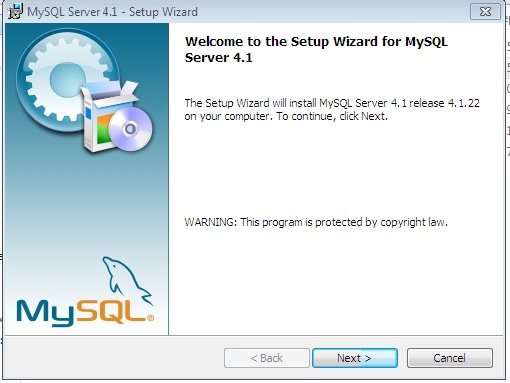 MySQL Server 4.1 - Setup Wizard
Welcome to the Setup Wizard for MySQL
Server 4.1
The Setup Wizard will install MySQL Server 4.1 release 4.1.22
on your computer. To continue, click Next.
WARNING: This program is protected by copyright law.
MySQL®
< Back
Next >
Cancel